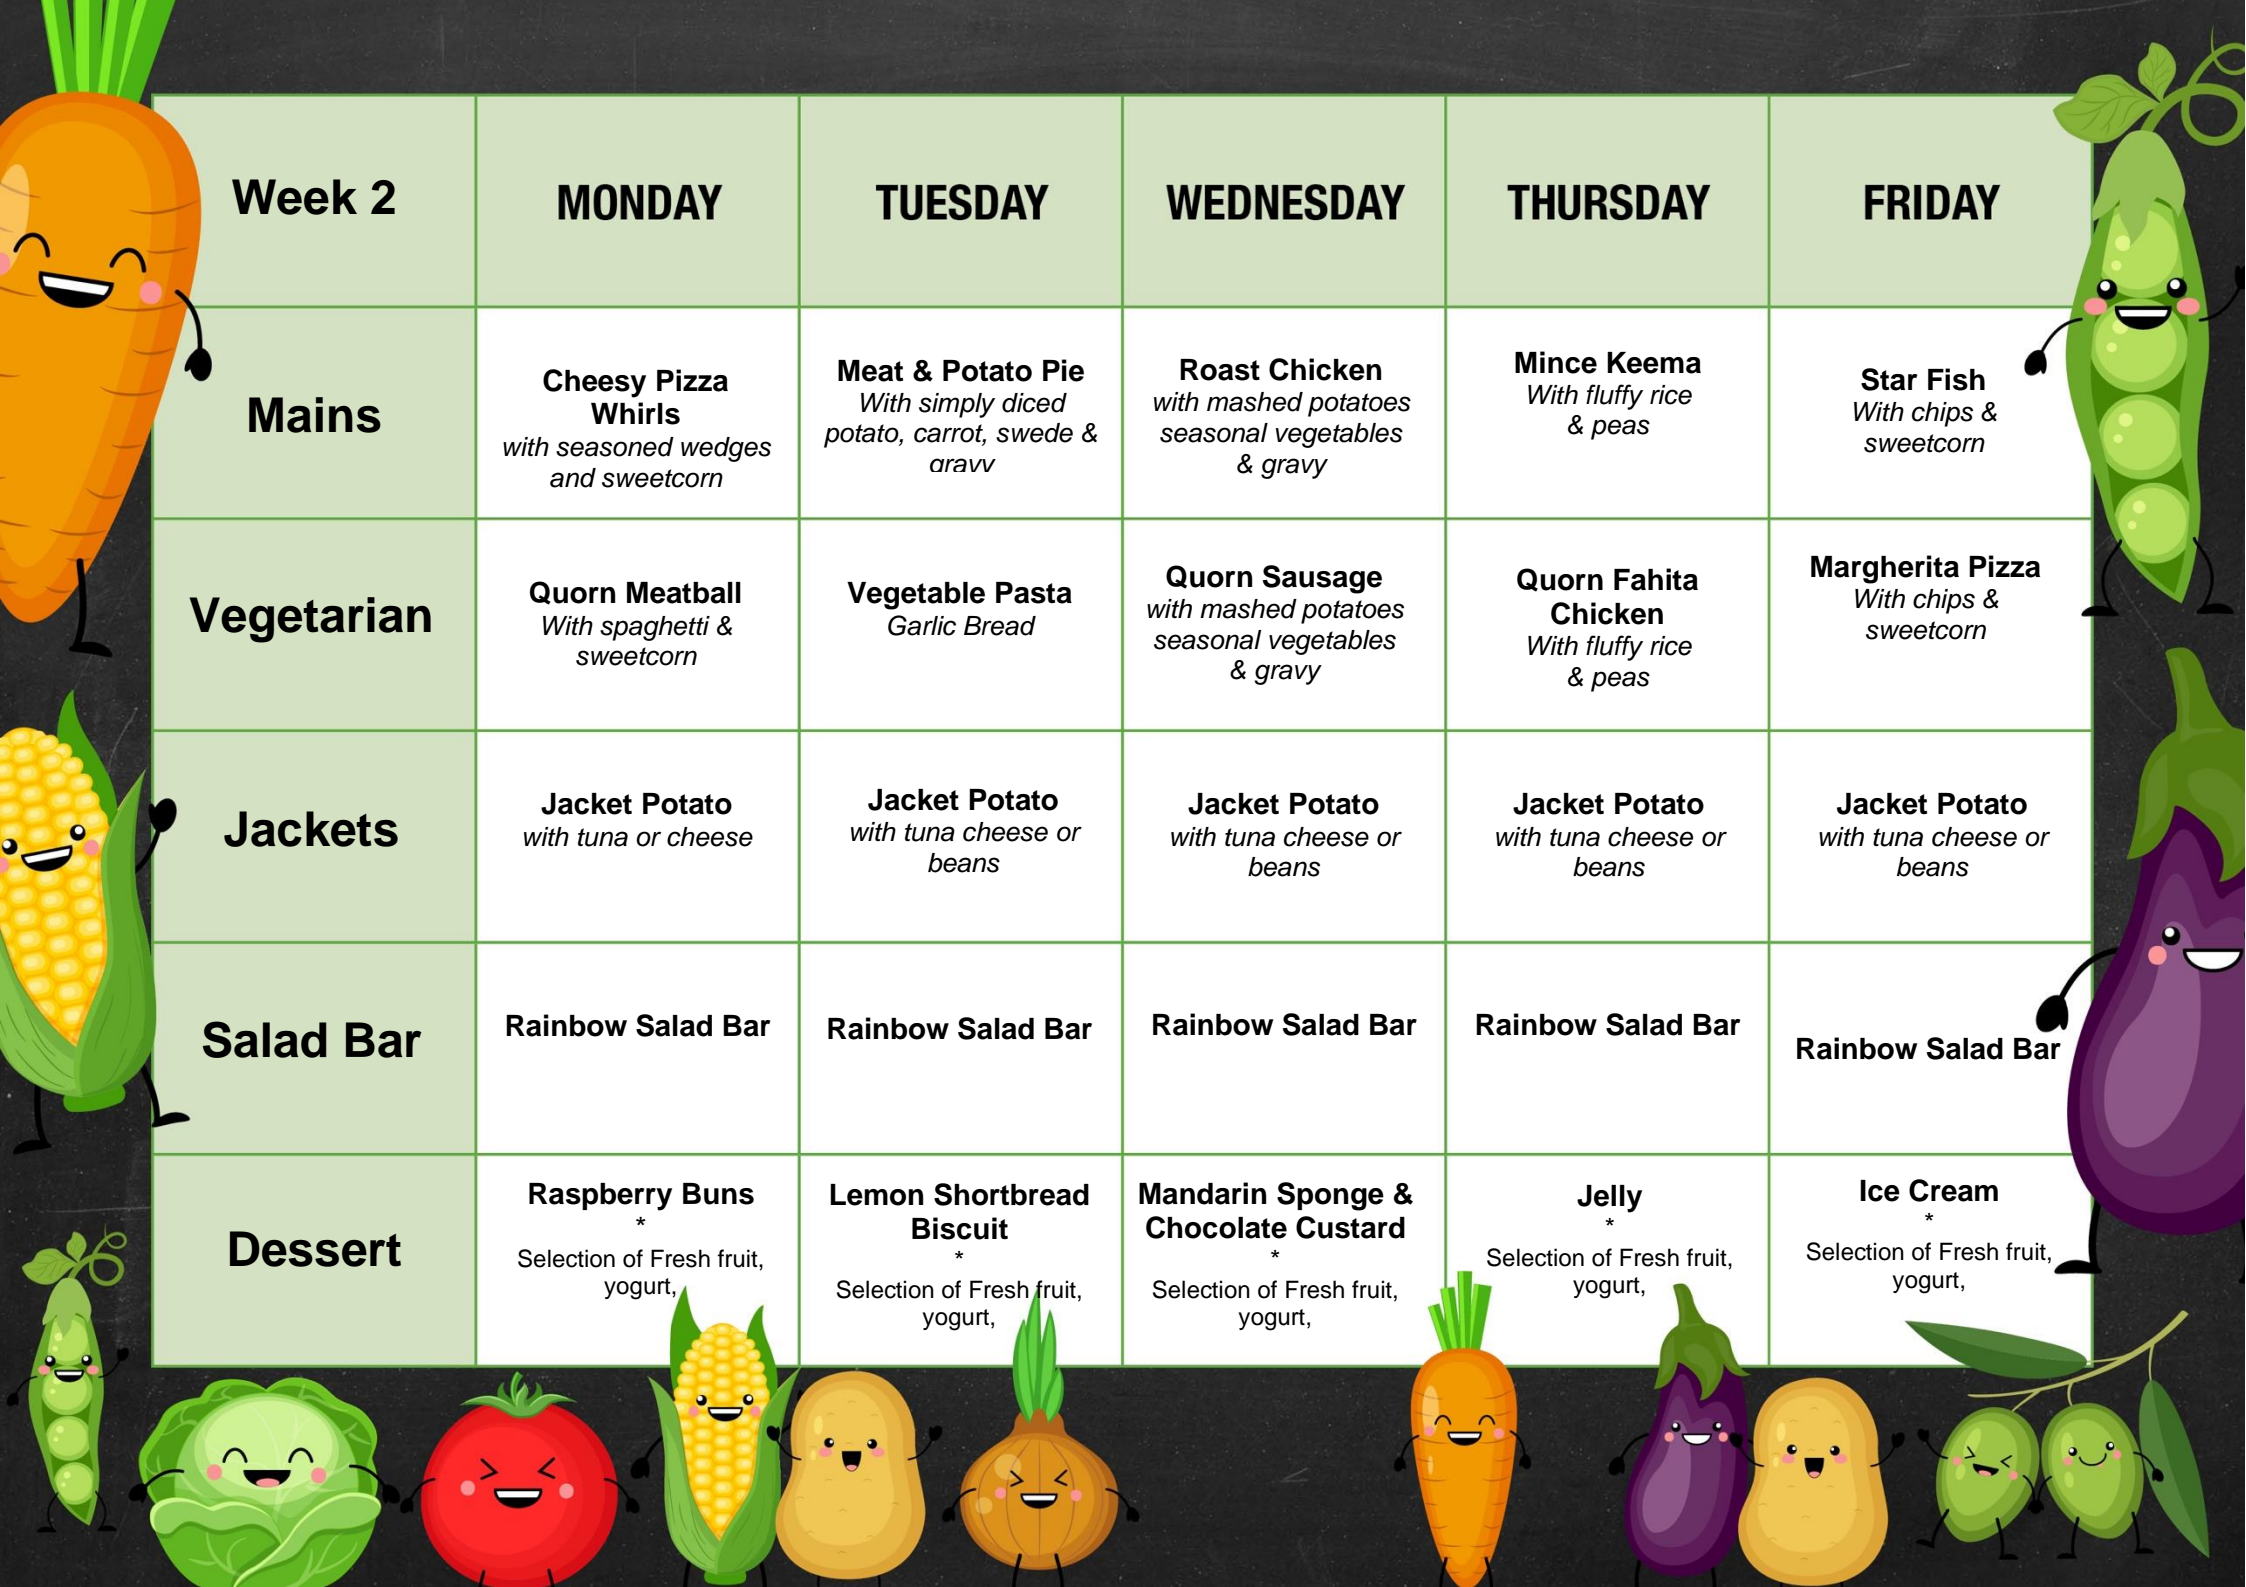 Week 2
MONDAY
TUESDAY
WEDNESDAY
THURSDAY
FRIDAY
Mains
Cheesy Pizza
Whirls
with seasoned wedges
and sweetcorn
Meat & Potato Pie
With simply diced
potato, carrot, swede &
gravy
Roast Chicken
with mashed potatoes
seasonal vegetables
& gravy
Mince Keema
With fluffy rice
& peas
Star Fish
With chips &
sweetcorn
Vegetarian
Quorn Meatball
With spaghetti &
sweetcorn
Vegetable Pasta
Garlic Bread
Quorn Sausage
with mashed potatoes
seasonal vegetables
& gravy
Quorn Fahita
Chicken
With fluffy rice
& peas
Margherita Pizza
With chips &
sweetcorn
Jackets
Jacket Potato
with tuna or cheese
Jacket Potato
with tuna cheese or
beans
Jacket Potato
with tuna cheese or
beans
Jacket Potato
with tuna cheese or
beans
Jacket Potato
with tuna cheese or
beans
Salad Bar
Rainbow Salad Bar
Rainbow Salad Bar
Rainbow Salad Bar
Rainbow Salad Bar
Rainbow Salad Bar
Dessert
Raspberry Buns
*
Selection of Fresh fruit,
yogurt,
Lemon Shortbread
Biscuit
*
Selection of Fresh fruit,
yogurt,
Mandarin Sponge &
Chocolate Custard
*
Selection of Fresh fruit,
yogurt,
Jelly
*
Selection of Fresh fruit,
yogurt,
Ice Cream
*
Selection of Fresh fruit,
yogurt,